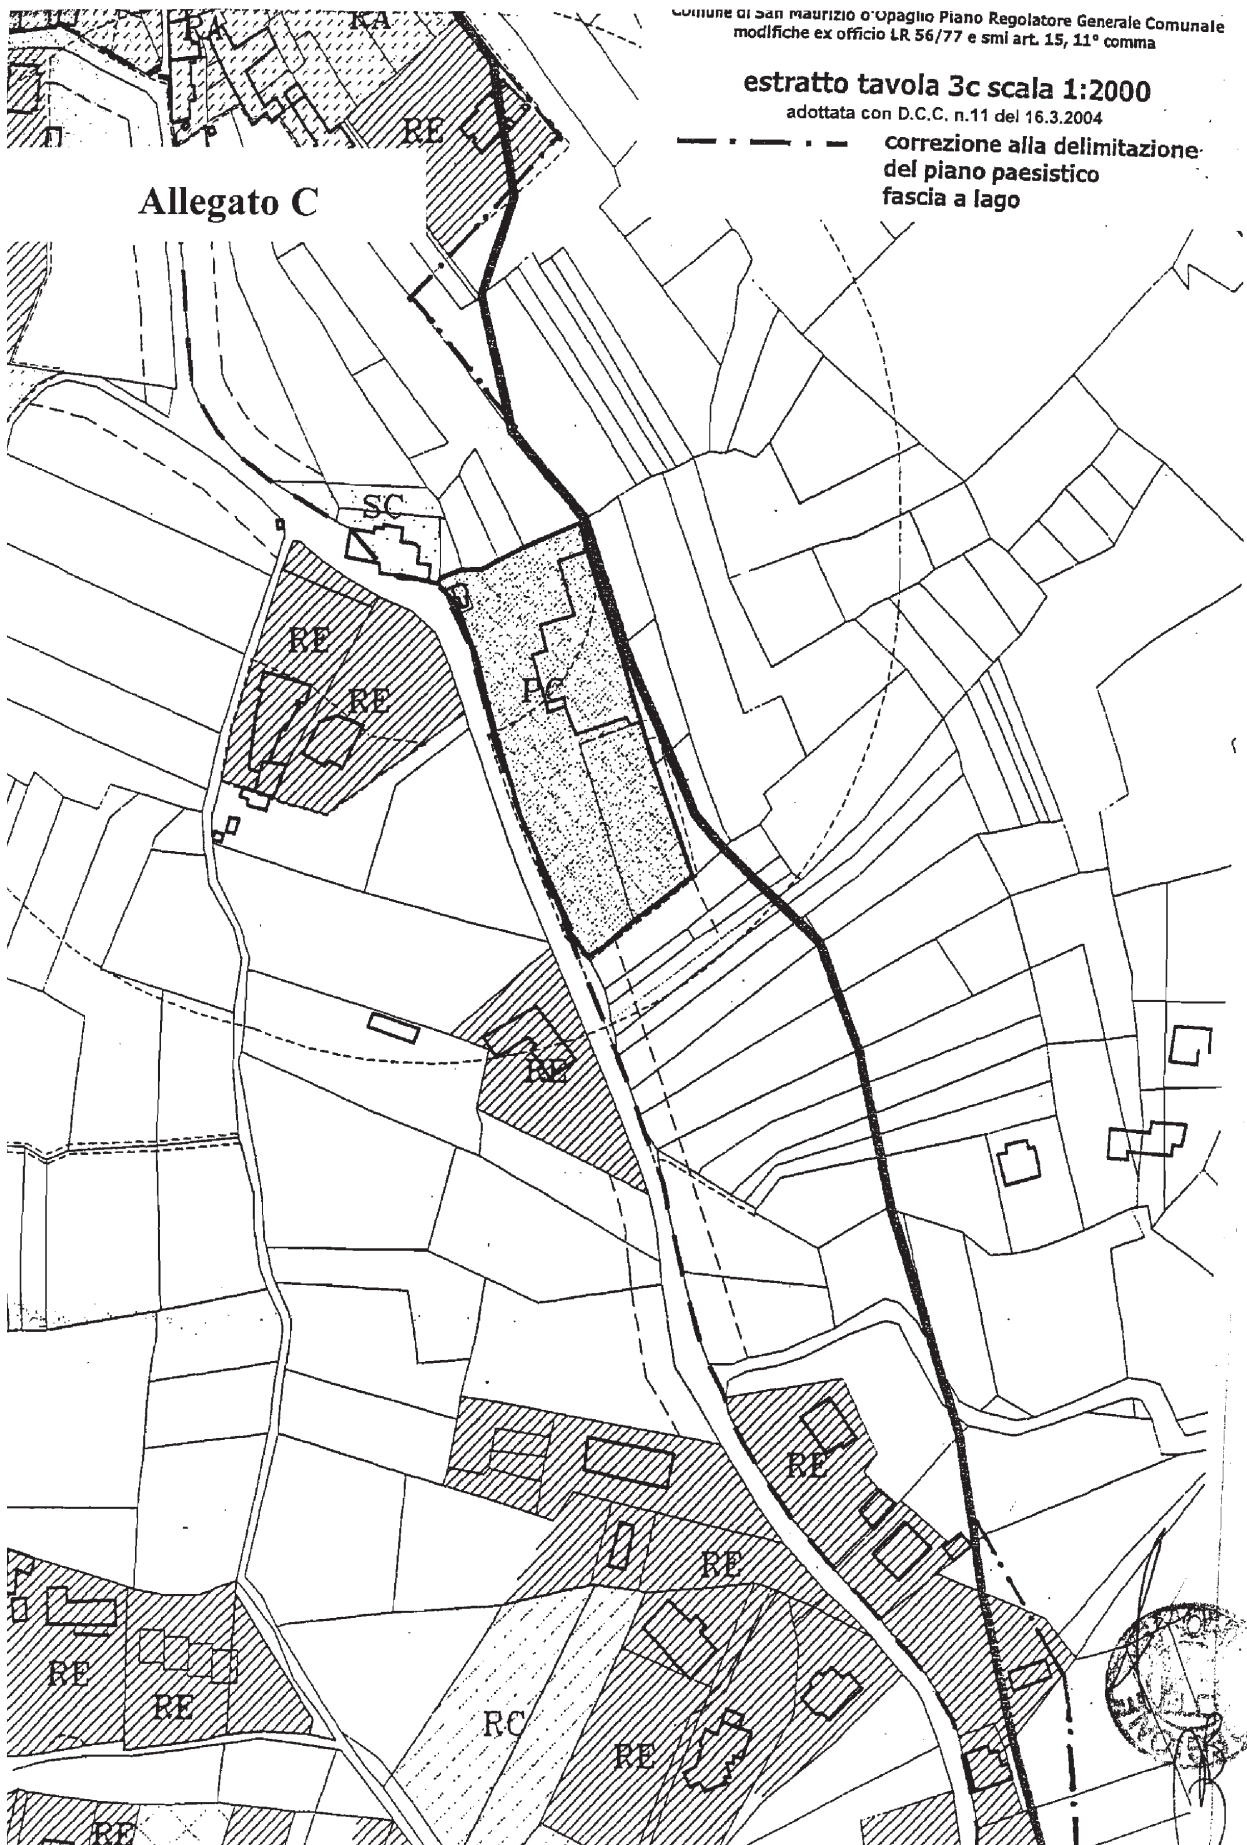 Comune di San Maurizio d'Opaglio Piano Regolatore Generale Comunale
modifiche ex officio LR 56/77 e smi art. 15, 11° comma
estratto tavola 3c scala 1:2000
adottata con D.C.C. n.11 del 16.3.2004
correzione alla delimitazione
del piano paesistico
fascia a lago
RA
RA
RE
Allegato C
SC
RE
RE
PC
RE
RE
RE
RE
RE
RC
RE
RE